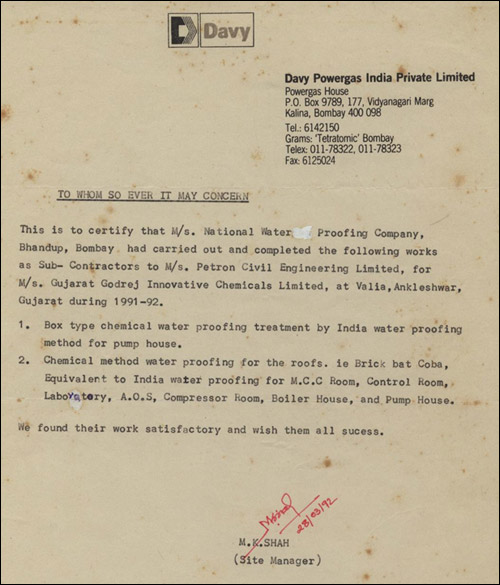 Davy
Davy Powergas India Private Limited
Powergas House
P.O. Box 9789, 177, Vidyanagari Marg
Kalina, Bombay 400 098
Tel.: 6142150
Grams: 'Tetratomic' Bombay
Telex: 011-78322, 011-78323
Fax: 6125024
TO WHOM SO EVER IT MAY CONCERN
This is to certify that M/s. National Water Proofing Company,
Bhandup, Bombay had carried out and completed the following works
as Sub- Contractors to M/s. Petron Civil Engineering Limited, for
M/s. Gujarat Godrej Innovative Chemicals Limited, at Valia,Ankleshwar,
Gujarat during 1991-92.
1. Box type chemical water proofing treatment by India water proofing
method for pump house.
2. Chemical method water proofing for the roofs. ie Brick bat Coba,
Equivalent to India water proofing for M.C.C Room, Control Room,
Laboratory, A.O.S, Compressor Room, Boiler House, and Pump House.
We found their work satisfactory and wish them all sucess.
23/03/92
M.K.SHAH
(Site Manager)